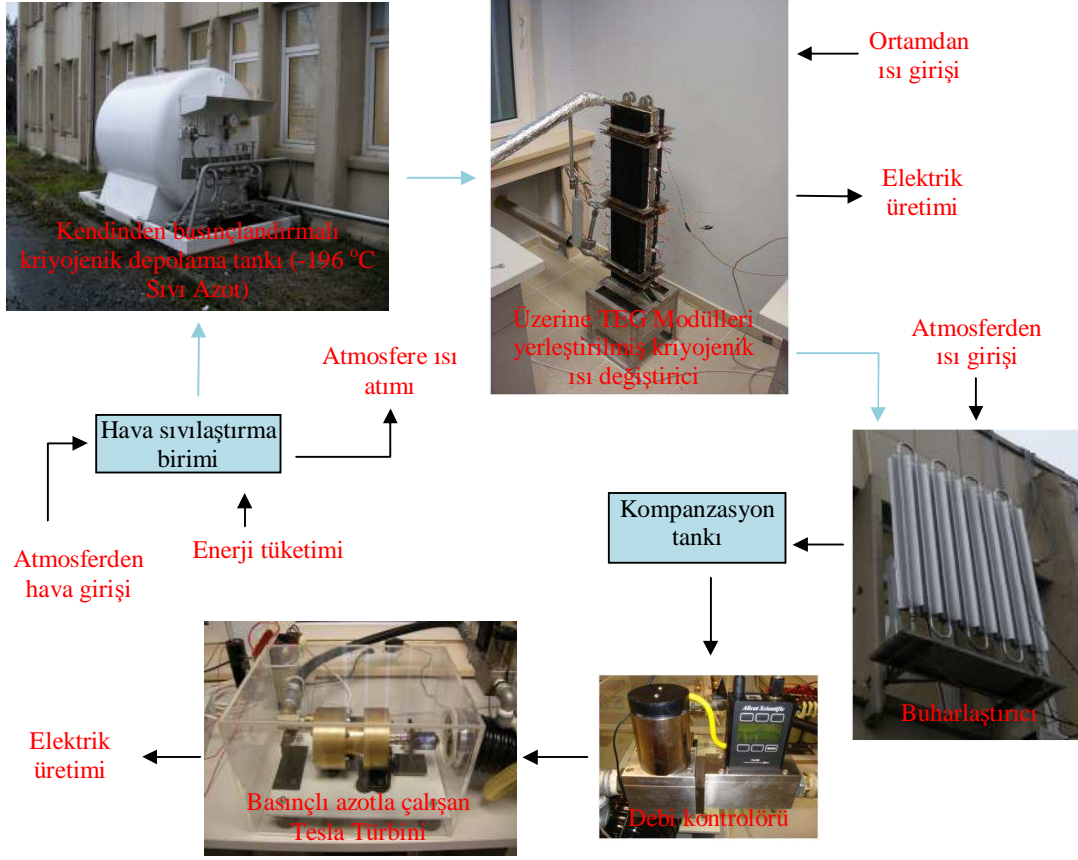 Ortamdan
ısı girişi
Elektrik
üretimi
Kendinden basınçlandırmalı
kriyojenik depolama tankı (-196 °C
Sıvı Azot)
Üzerine TEG Modülleri
yerleştirilmiş kriyojenik
ısı değiştirici
Atmosferden
ısı girişi
Atmosfere ısı
atımı
Hava sıvılaştırma
birimi
Enerji tüketimi
Atmosferden
hava girişi
Kompanzasyon
tankı
Buharlaştırıcı
Alicat Scientific
Debi kontrolörü
Basınçlı azotla çalışan
Tesla Türbini
Elektrik
üretimi